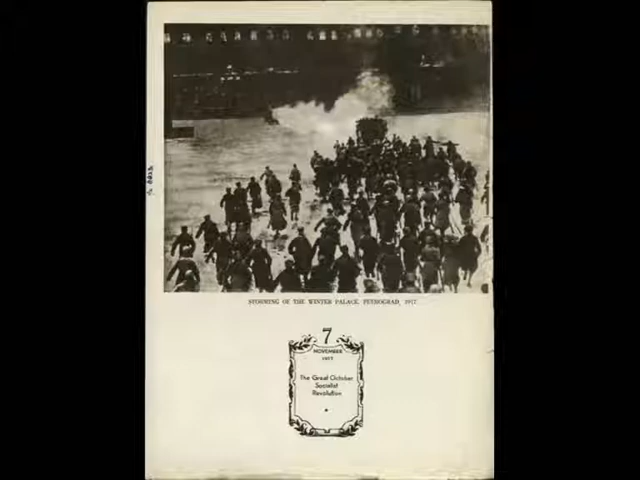 STORMING OF THE WINTER PALACE. PETROGRAD, 1917
7
NOVEMBER
1917
The Great October
Socialist
Revolution